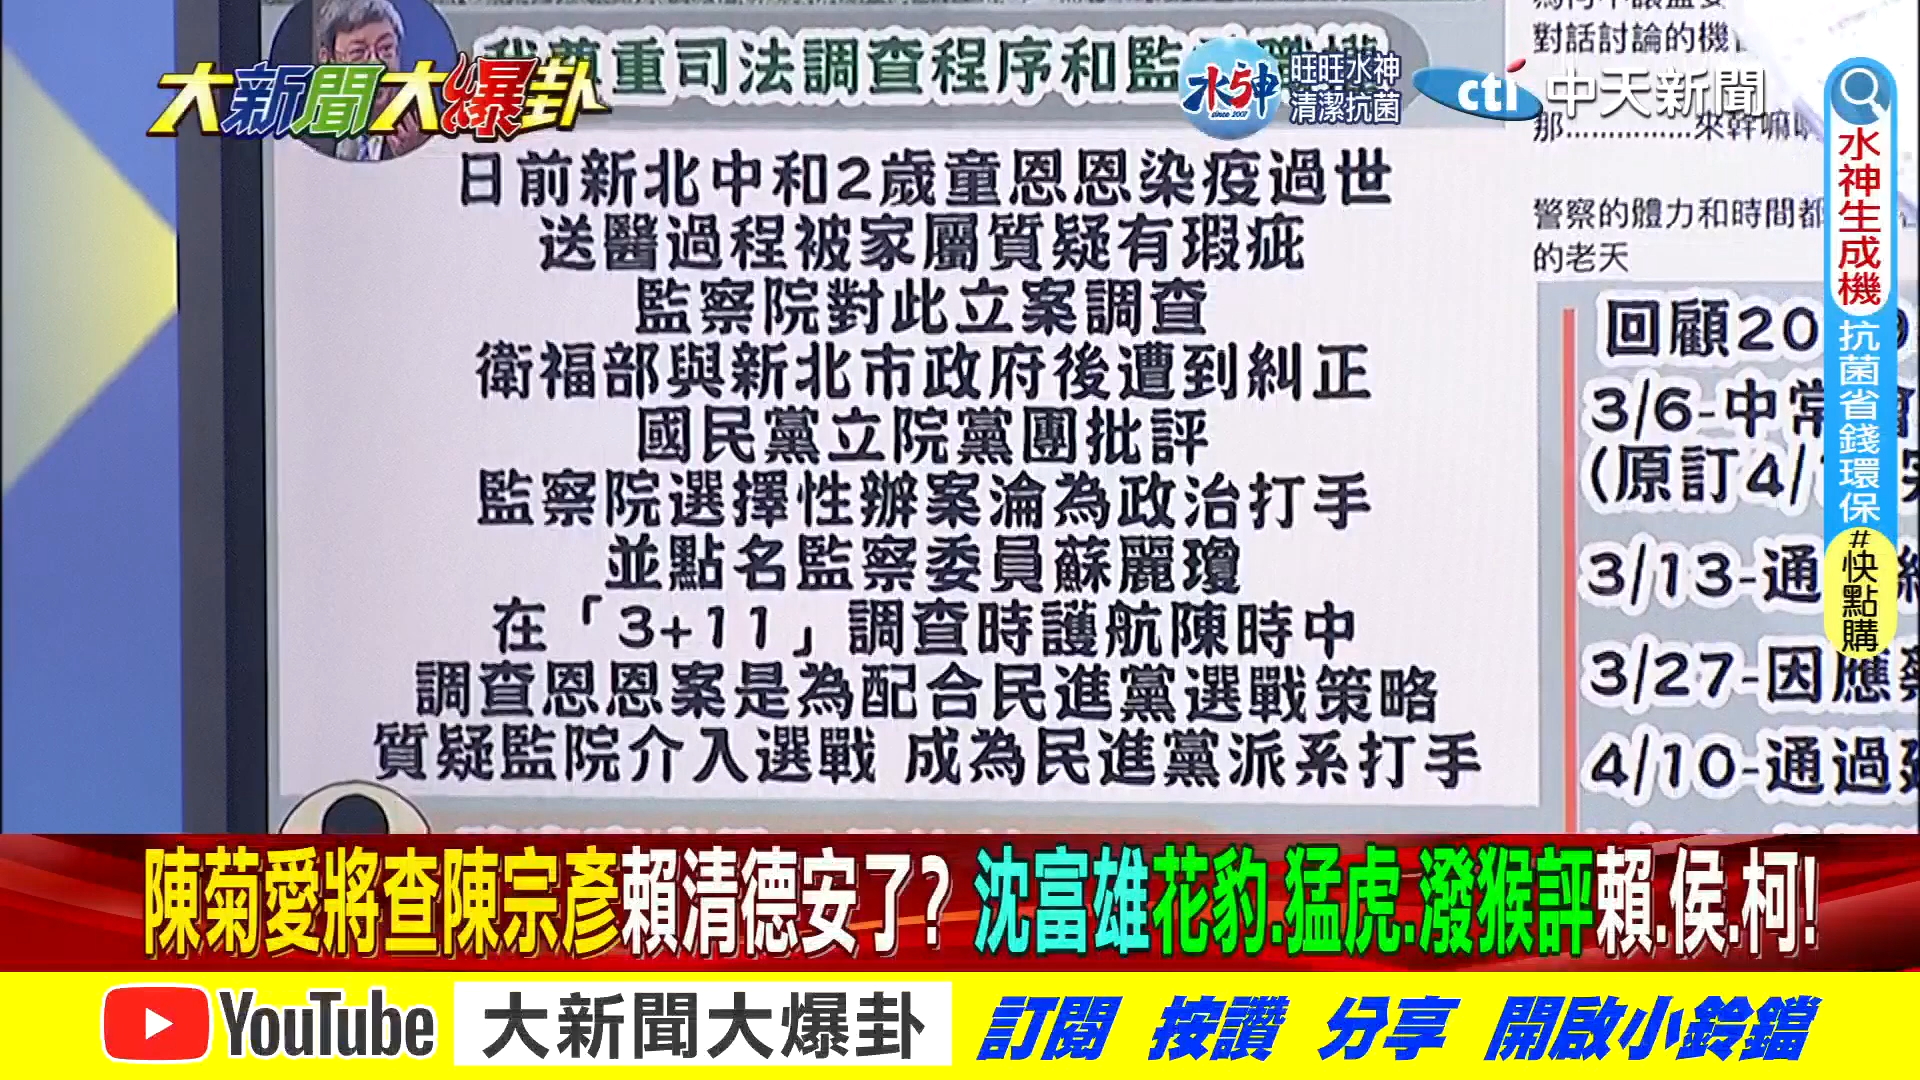 大新聞大爆卦
重司法調查程序和監
水神
since 2007
旺旺水神
清潔抗菌
cti 中天新聞
日前新北中和2歲童恩恩染疫過世
送醫過程被家屬質疑有瑕疵
監察院對此立案調查
衛福部與新北市政府後遭到糾正
國民黨立院黨團批評
監察院選擇性辦案淪為政治打手
並點名監察委員蘇麗瓊
在「3+11」調查時護航陳時中
調查恩恩案是為配合民進黨選戰策略
質疑監院介入選戰 成為民進黨派系打手
對話討論的機
那...............來幹嘛
警察的體力和時間都
的老天
回顧20 9
3/6-中常會
(原訂4/
3/13-通
3/27-因應
4/10-通過
水神生成機
抗菌省錢環保
#快點購
陳菊愛將查陳宗彥賴清德安了? 沈富雄花豹.猛虎.潑猴評賴.侯.柯!
YouTube 大新聞大爆卦 訂閱 按讚 分享 開啟小鈴鐺